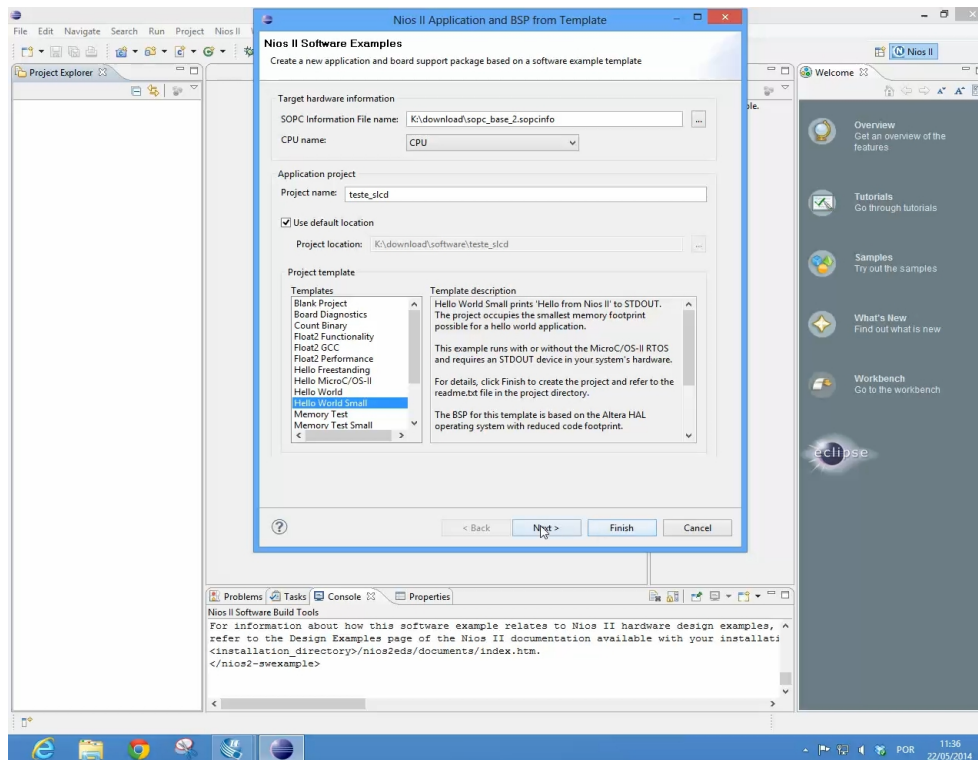 Nios II Application and BSP from Template
File Edit Navigate Search Run Project Nios II
Nios II
Project Explorer
Welcome
Nios II Software Examples
Create a new application and board support package based on a software example template
Target hardware information
SOPC Information File name: K:\download\sopc_base_2.sopcinfo ...
CPU name: CPU
Application project
Project name: teste_slcd
Use default location
Project location: K:\download\software\teste_slcd ...
Project template
Templates
Blank Project
Board Diagnostics
Count Binary
Float2 Functionality
Float2 GCC
Float2 Performance
Hello Freestanding
Hello MicroC/OS-II
Hello World
Hello World Small
Memory Test
Memory Test Small
Template description
Hello World Small prints 'Hello from Nios II' to STDOUT.
The project occupies the smallest memory footprint
possible for a hello world application.
This example runs with or without the MicroC/OS-II RTOS
and requires an STDOUT device in your system's hardware.
For details, click Finish to create the project and refer to the
readme.txt file in the project directory.
The BSP for this template is based on the Altera HAL
operating system with reduced code footprint.
< Back Next > Finish Cancel
Overview
Get an overview of the
features
Tutorials
Go through tutorials
Samples
Try out the samples
What's New
Find out what is new
Workbench
Go to the workbench
eclipse
Problems Tasks Console Properties
Nios II Software Build Tools
For information about how this software example relates to Nios II hardware design examples,
refer to the Design Examples page of the Nios II documentation available with your installati
<installation_directory>/nios2eds/documents/index.htm.
</nios2-swexample>
POR
11:36
22/05/2014